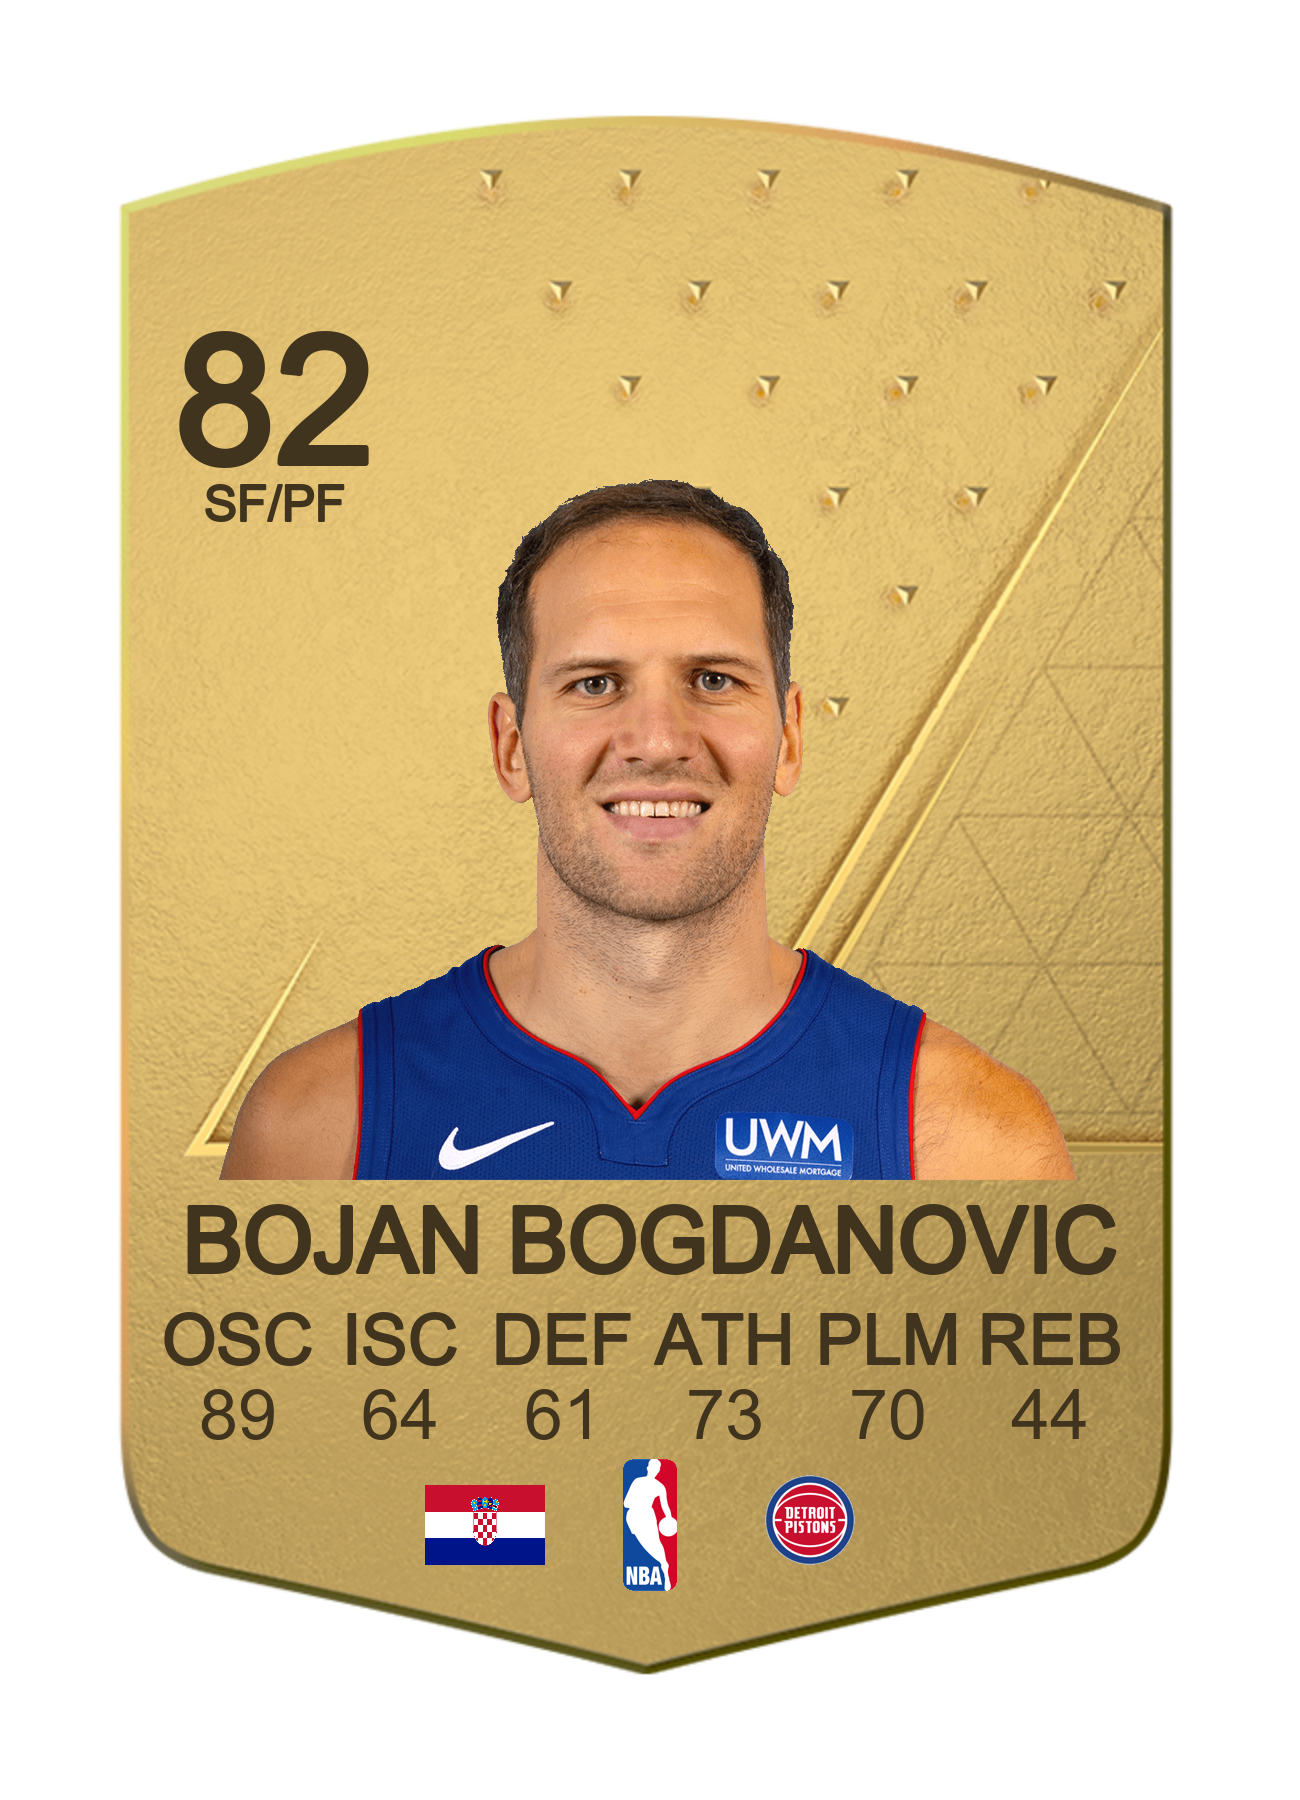 82
SF/PF
UWM
UNITED WHOLESALE MORTGAGE
BOJAN BOGDANOVIC
OSC ISC DEF ATH PLM REB
89 64 61 73 70 44
NBA
DETROIT
PISTONS